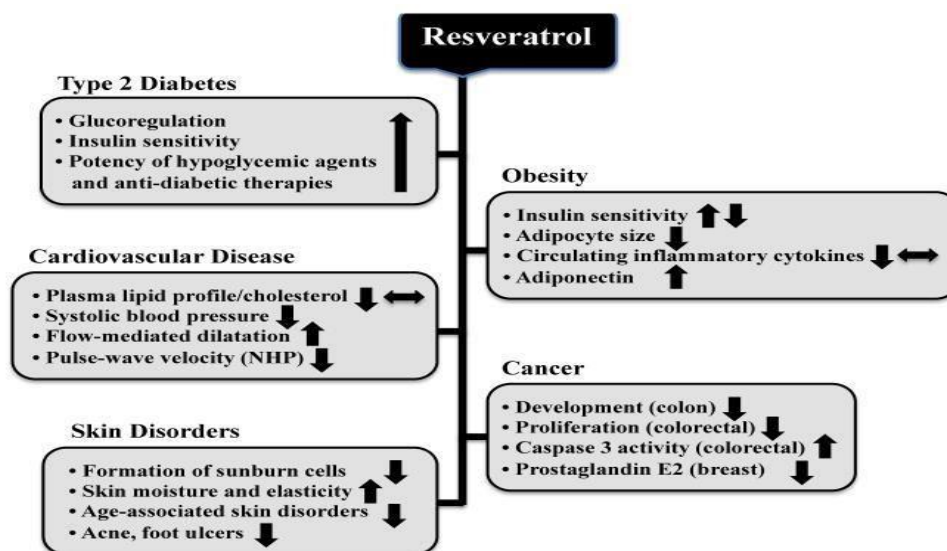 Resveratrol
Type 2 Diabetes
• Glucoregulation
• Insulin sensitivity
• Potency of hypoglycemic agents
and anti-diabetic therapies
Obesity
• Insulin sensitivity
• Adipocyte size
• Circulating inflammatory cytokines
• Adiponectin
Cardiovascular Disease
• Plasma lipid profile/cholesterol
• Systolic blood pressure
• Flow-mediated dilatation
• Pulse-wave velocity (NHP)
Cancer
• Development (colon)
• Proliferation (colorectal)
• Caspase 3 activity (colorectal)
• Prostaglandin E2 (breast)
Skin Disorders
• Formation of sunburn cells
• Skin moisture and elasticity
• Age-associated skin disorders
• Acne, foot ulcers